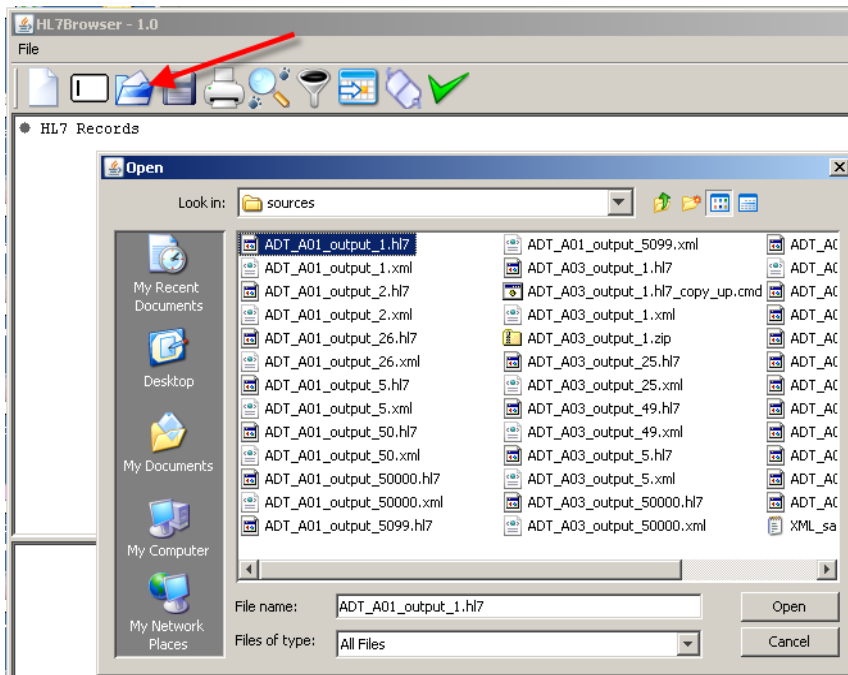 HL7Browser - 1.0
File
HL7 Records
Open
Look in:
sources
My Recent
Documents
Desktop
My Documents
My Computer
My Network
Places
ADT_A01_output_1.hl7
ADT_A01_output_1.xml
ADT_A01_output_2.hl7
ADT_A01_output_2.xml
ADT_A01_output_26.hl7
ADT_A01_output_26.xml
ADT_A01_output_5.hl7
ADT_A01_output_5.xml
ADT_A01_output_50.hl7
ADT_A01_output_50.xml
ADT_A01_output_50000.hl7
ADT_A01_output_50000.xml
ADT_A01_output_5099.hl7
ADT_A01_output_5099.xml
ADT_A03_output_1.hl7
ADT_A03_output_1.hl7_copy_up.cmd
ADT_A03_output_1.xml
ADT_A03_output_1.zip
ADT_A03_output_25.hl7
ADT_A03_output_25.xml
ADT_A03_output_49.hl7
ADT_A03_output_49.xml
ADT_A03_output_5.hl7
ADT_A03_output_5.xml
ADT_A03_output_50000.hl7
ADT_A03_output_50000.xml
XML_sa
File name:
ADT_A01_output_1.hl7
Open
Files of type:
All Files
Cancel